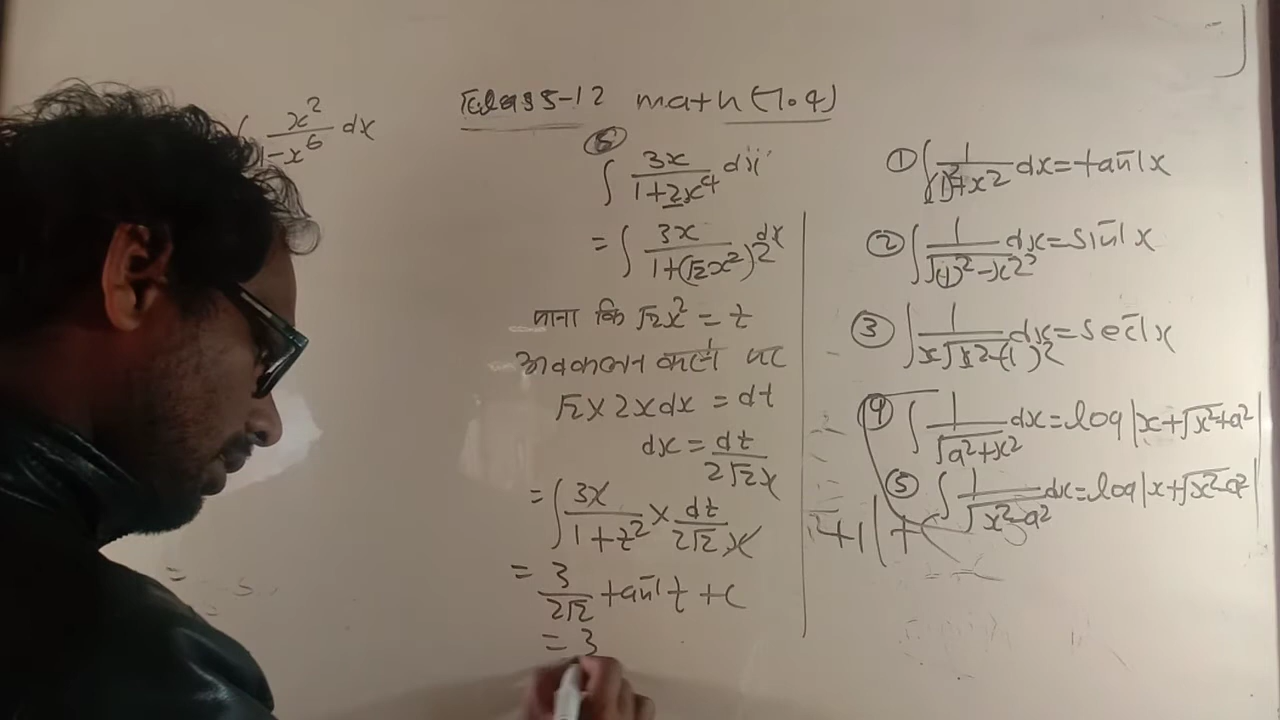 Class-12 math (7.4)
x²/1-x⁶ dx
⑤
∫ 3x/1+2x⁴ dx
= ∫ 3x/1+(√2x²)² dx
माना कि √2x² = t
अवकलन करने पर
√2 × 2x dx = dt
dx = dt/2√2x
= ∫ 3x/1+t² × dt/2√2x
= 3/2√2 tan⁻¹ t + C
= 3
① ∫ 1/(1)²+x² dx = tan⁻¹x
② ∫ 1/√(1)²-x² dx = sin⁻¹x
③ ∫ 1/x√x²-(1)² dx = sec⁻¹x
④ ∫ 1/√a²+x² dx = log|x+√x²+a²|
⑤ ∫ 1/√x²-a² dx = log|x+√x²-a²|
+1|+C